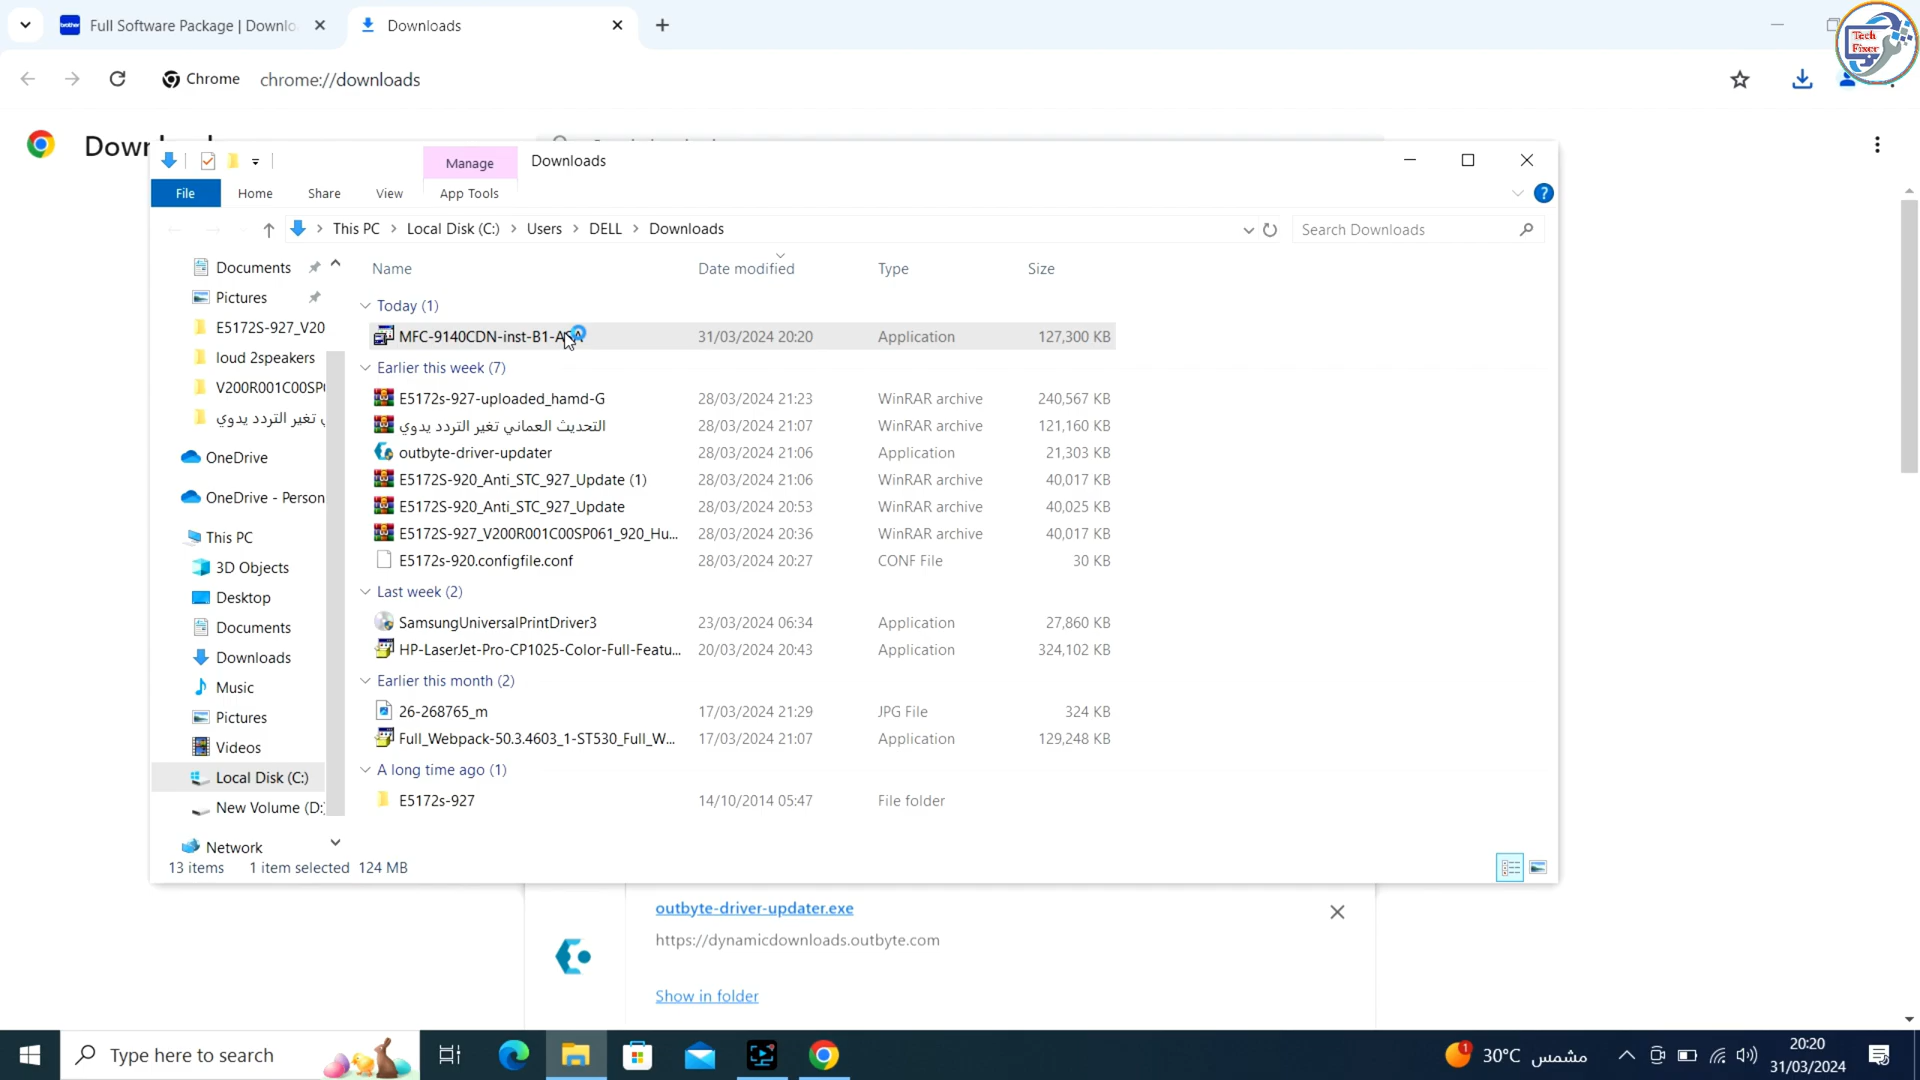 Full Software Package | Downlo
Downloads
Tech
Fixer
Chrome
chrome://downloads
Manage
Downloads
File
Home
Share
View
App Tools
This PC
Local Disk (C:)
Users
DELL
Downloads
Search Downloads
Name
Date modified
Type
Size
Documents
Pictures
E5172S-927_V20
loud 2speakers
V200R001C00SP
ي تغير التردد يدوي
OneDrive
OneDrive - Person
This PC
3D Objects
Desktop
Documents
Downloads
Music
Pictures
Videos
Local Disk (C:)
New Volume (D:
Network
Today (1)
MFC-9140CDN-inst-B1-ASA 31/03/2024 20:20 Application 127,300 KB
Earlier this week (7)
E5172s-927-uploaded_hamd-G 28/03/2024 21:23 WinRAR archive 240,567 KB
التحديث العماني تغير التردد يدوي 28/03/2024 21:07 WinRAR archive 121,160 KB
outbyte-driver-updater 28/03/2024 21:06 Application 21,303 KB
E5172S-920_Anti_STC_927_Update (1) 28/03/2024 21:06 WinRAR archive 40,017 KB
E5172S-920_Anti_STC_927_Update 28/03/2024 20:53 WinRAR archive 40,025 KB
E5172S-927_V200R001C00SP061_920_Hu... 28/03/2024 20:36 WinRAR archive 40,017 KB
E5172s-920.configfile.conf 28/03/2024 20:27 CONF File 30 KB
Last week (2)
SamsungUniversalPrintDriver3 23/03/2024 06:34 Application 27,860 KB
HP-LaserJet-Pro-CP1025-Color-Full-Featu... 20/03/2024 20:43 Application 324,102 KB
Earlier this month (2)
26-268765_m 17/03/2024 21:29 JPG File 324 KB
Full_Webpack-50.3.4603_1-ST530_Full_W... 17/03/2024 21:07 Application 129,248 KB
A long time ago (1)
E5172s-927 14/10/2014 05:47 File folder
13 items 1 item selected 124 MB
outbyte-driver-updater.exe
https://dynamicdownloads.outbyte.com
Show in folder
Type here to search
1
30°C مشمس
20:20
31/03/2024